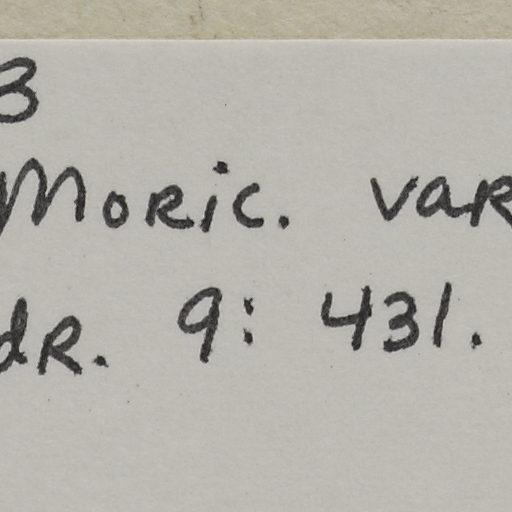 3
Moric. var
dr. 9: 431.